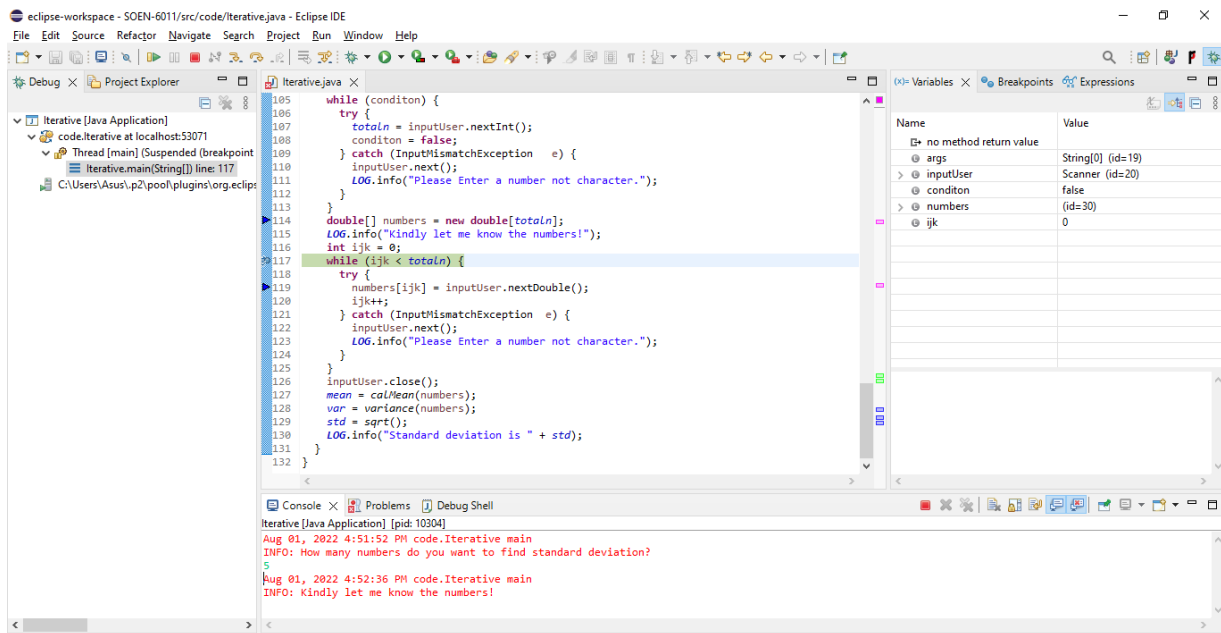 eclipse-workspace - SOEN-6011/src/code/Iterative.java - Eclipse IDE
File Edit Source Refactor Navigate Search Project Run Window Help
Debug Project Explorer
Iterative [Java Application]
code.Iterative at localhost:53071
Thread [main] (Suspended (breakpoint
Iterative.main(String[]) line: 117
C:\Users\Asus\.p2\pool\plugins\org.eclips
Iterative.java
105 while (conditon) {
106 try {
107 totaln = inputUser.nextInt();
108 conditon = false;
109 } catch (InputMismatchException e) {
110 inputUser.next();
111 LOG.info("Please Enter a number not character.");
112 }
113 }
114 double[] numbers = new double[totaln];
115 LOG.info("Kindly let me know the numbers!");
116 int ijk = 0;
117 while (ijk < totaln) {
118 try {
119 numbers[ijk] = inputUser.nextDouble();
120 ijk++;
121 } catch (InputMismatchException e) {
122 inputUser.next();
123 LOG.info("Please Enter a number not character.");
124 }
125 }
126 inputUser.close();
127 mean = calMean(numbers);
128 var = variance(numbers);
129 std = sqrt();
130 LOG.info("Standard deviation is " + std);
131 }
132 }
(x)= Variables Breakpoints Expressions
Name Value
no method return value
args String[0] (id=19)
inputUser Scanner (id=20)
conditon false
numbers (id=30)
ijk 0
Console Problems Debug Shell
Iterative [Java Application] [pid: 10304]
Aug 01, 2022 4:51:52 PM code.Iterative main
INFO: How many numbers do you want to find standard deviation?
5
Aug 01, 2022 4:52:36 PM code.Iterative main
INFO: Kindly let me know the numbers!